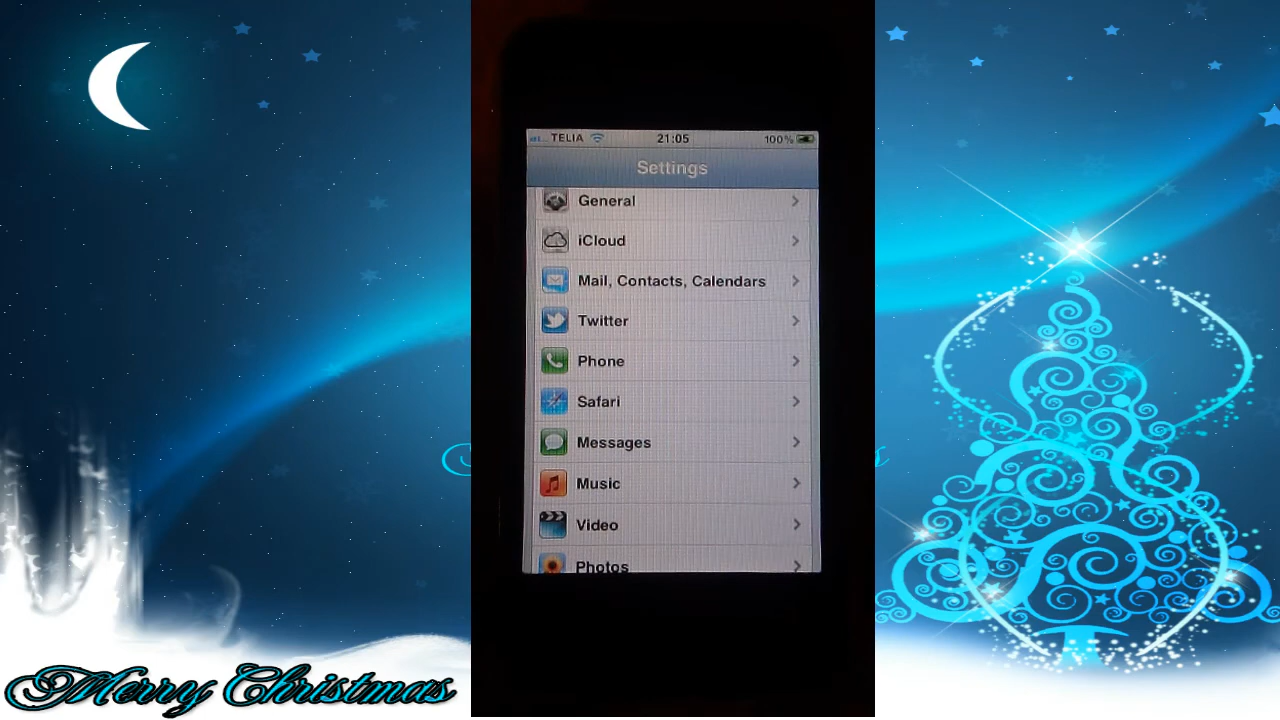 TELIA 21:05 100%
Settings
General
iCloud
Mail, Contacts, Calendars
Twitter
Phone
Safari
Messages
Music
Video
Photos
Merry Christmas